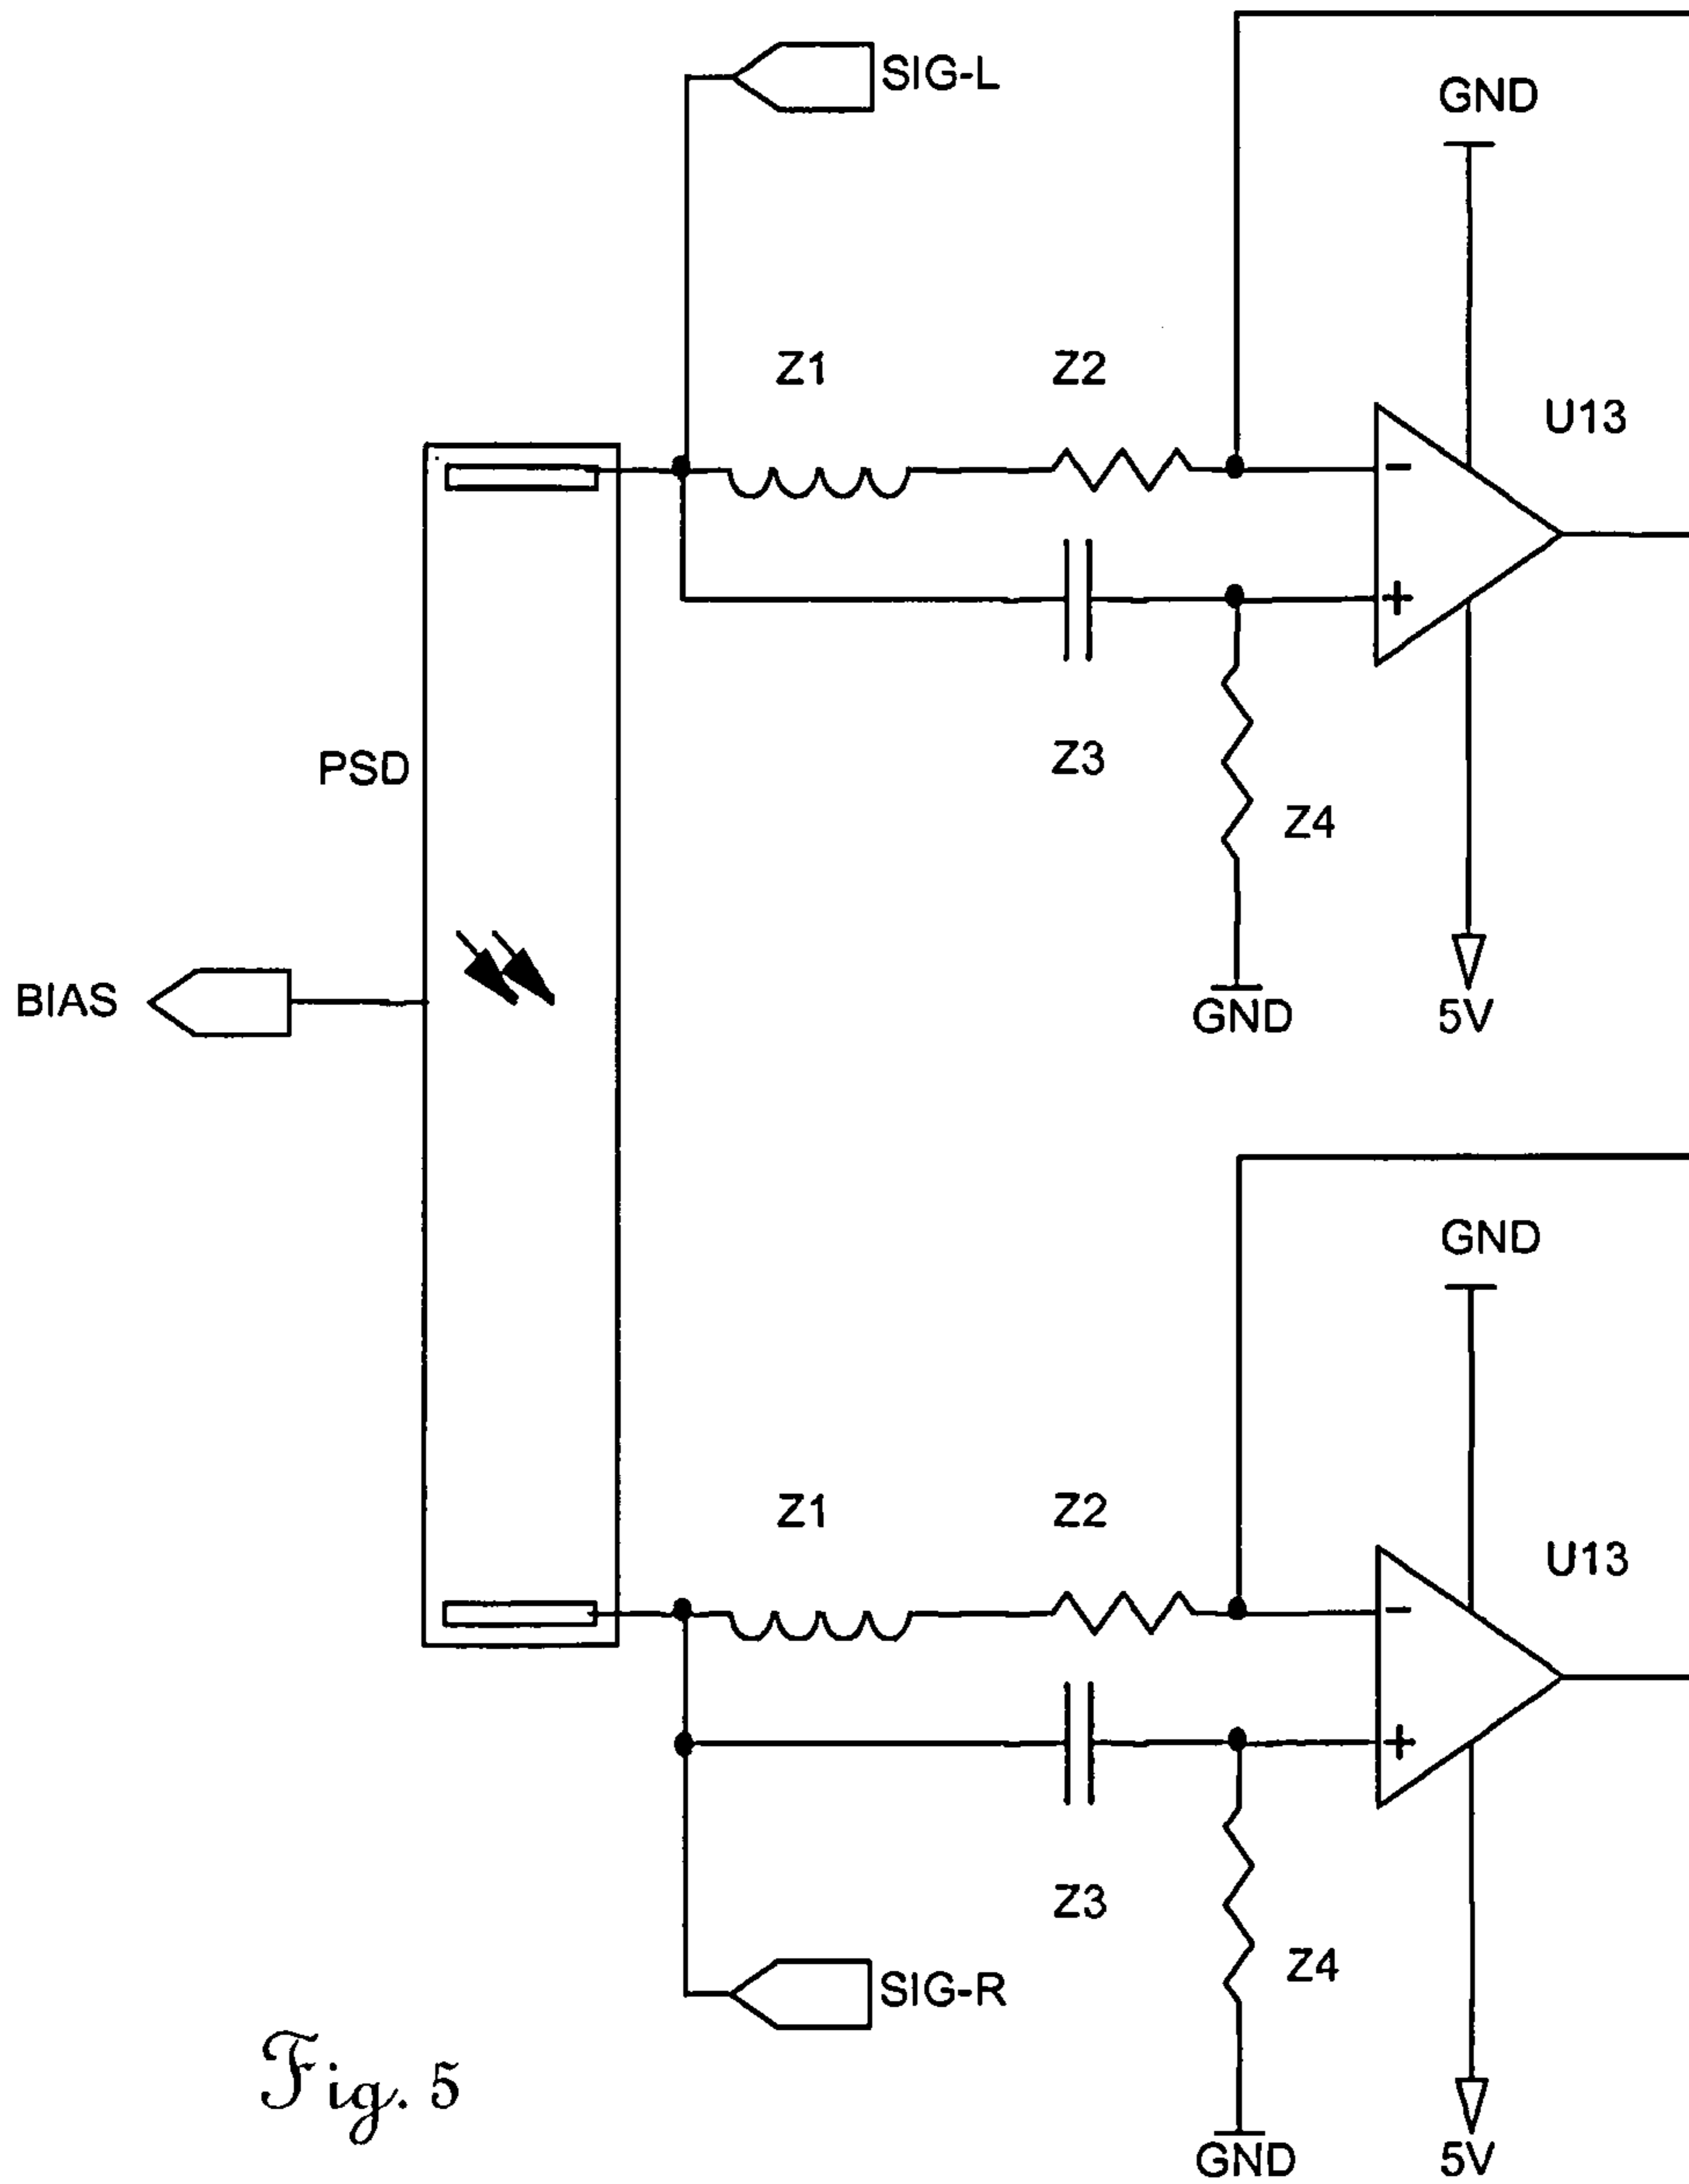 SIG-L
GND
Z1
Z2
U13
-
+
PSD
Z3
Z4
BIAS
GND
5V
GND
Z1
Z2
U13
-
+
Z3
Z4
SIG-R
Fig. 5
GND
5V